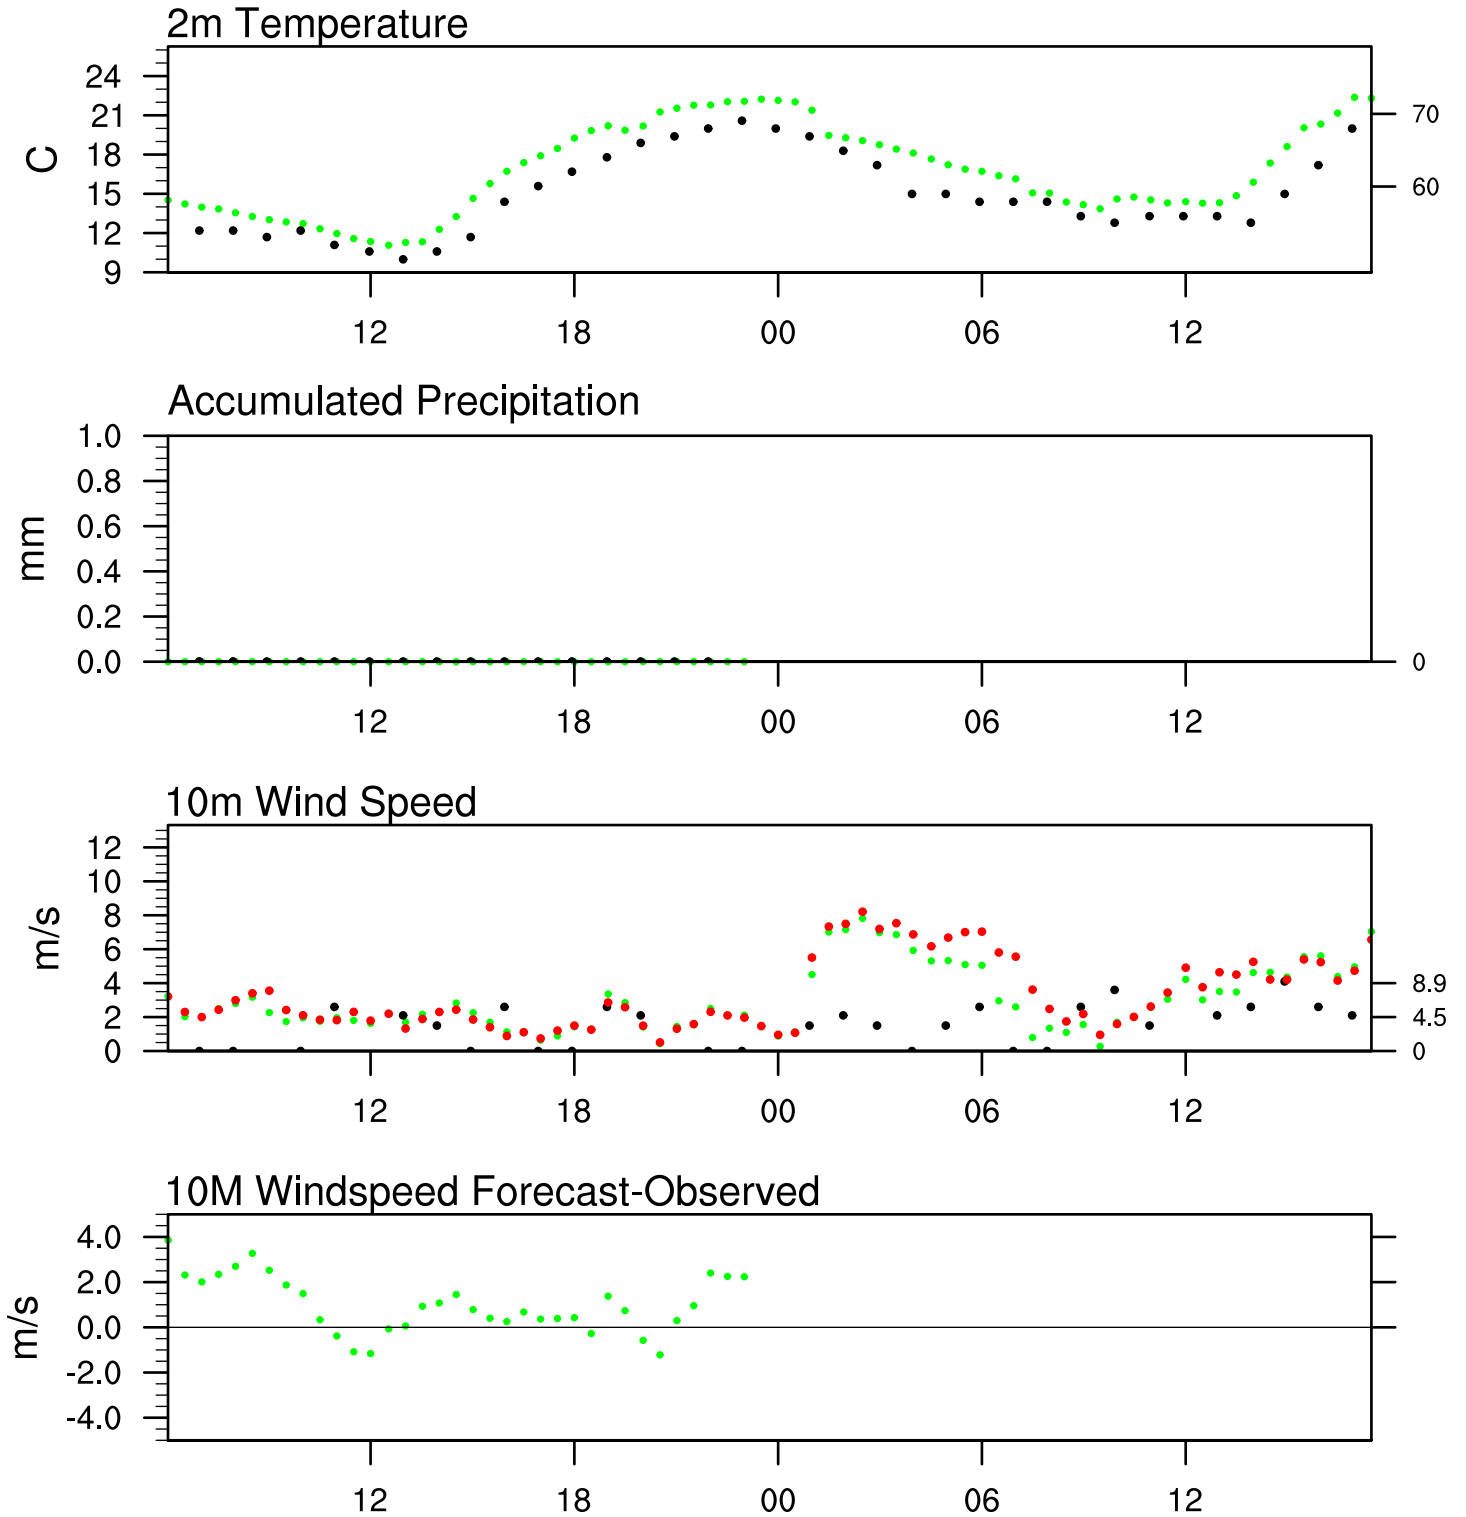 2m Temperature
24
21
18
15
12
9
C
70
60
12 18 00 06 12
Accumulated Precipitation
1.0
0.8
0.6
0.4
0.2
0.0
mm
0
12 18 00 06 12
10m Wind Speed
12
10
8
6
4
2
0
m/s
8.9
4.5
0
12 18 00 06 12
10M Windspeed Forecast-Observed
4.0
2.0
0.0
-2.0
-4.0
m/s
12 18 00 06 12